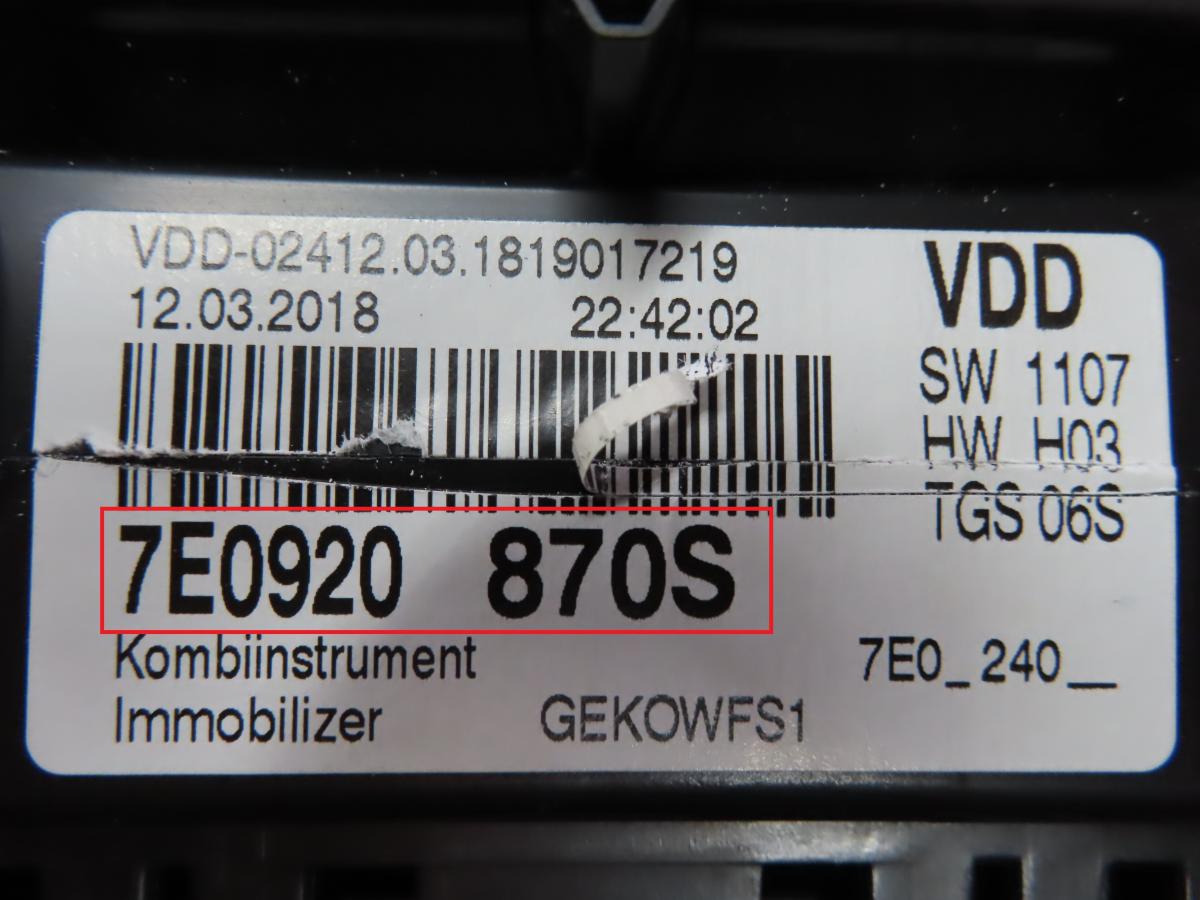 VDD-02412.03.1819017219
12.03.2018 22:42:02
VDD
SW 1107
HW H03
TGS 06S
7E0920 870S
Kombiinstrument
7E0_240__
Immobilizer GEKOWFS1